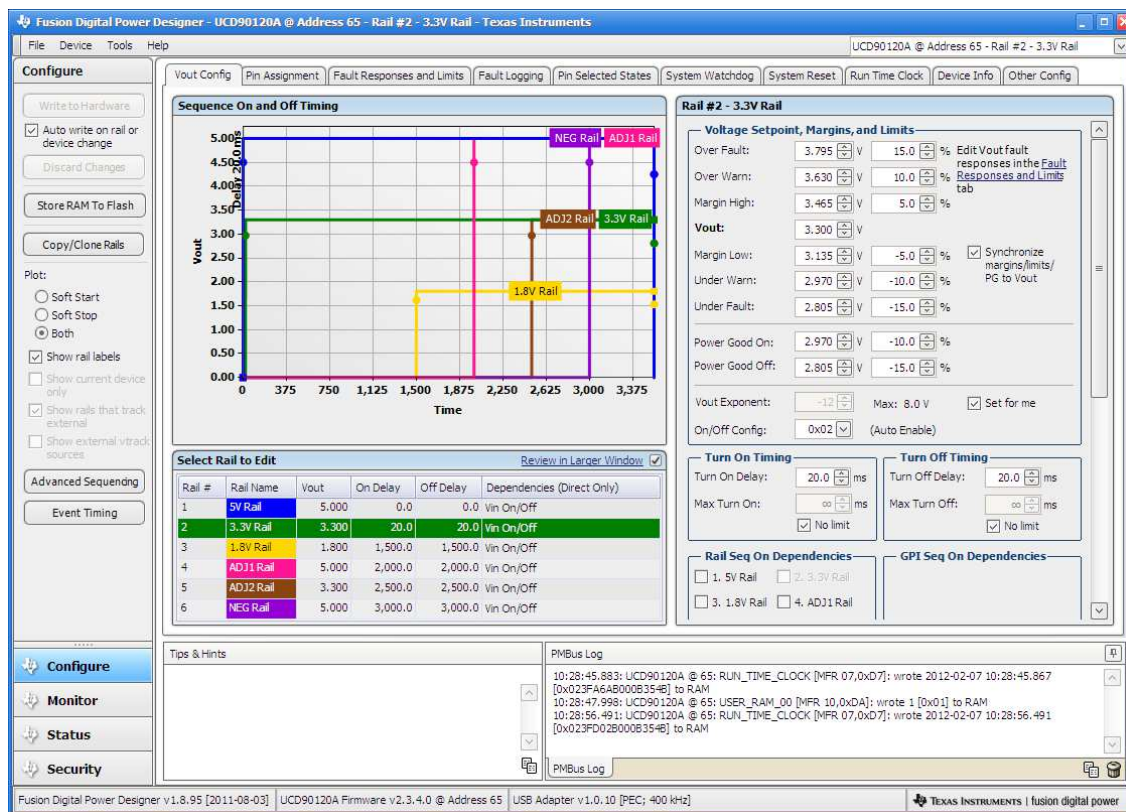 Fusion Digital Power Designer - UCD90120A @ Address 65 - Rail #2 - 3.3V Rail - Texas Instruments
File Device Tools Help
UCD90120A @ Address 65 - Rail #2 - 3.3V Rail
Configure
Write to Hardware
Auto write on rail or
device change
Discard Changes
Store RAM To Flash
Copy/Clone Rails
Plot:
Soft Start
Soft Stop
Both
Show rail labels
Show current device
only
Show rails that track
external
Show external vtrack
sources
Advanced Sequencing
Event Timing
Configure
Monitor
Status
Security
Vout Config Pin Assignment Fault Responses and Limits Fault Logging Pin Selected States System Watchdog System Reset Run Time Clock Device Info Other Config
Sequence On and Off Timing
Vout
Delay 20.0 ms
5.00
4.50
4.00
3.50
3.00
2.50
2.00
1.50
1.00
0.50
0.00
NEG Rail ADJ1 Rail
ADJ2 Rail 3.3V Rail
1.8V Rail
0 375 750 1,125 1,500 1,875 2,250 2,625 3,000 3,375
Time
Select Rail to Edit Review in Larger Window
Rail # Rail Name Vout On Delay Off Delay Dependencies (Direct Only)
1 5V Rail 5.000 0.0 0.0 Vin On/Off
2 3.3V Rail 3.300 20.0 20.0 Vin On/Off
3 1.8V Rail 1.800 1,500.0 1,500.0 Vin On/Off
4 ADJ1 Rail 5.000 2,000.0 2,000.0 Vin On/Off
5 ADJ2 Rail 3.300 2,500.0 2,500.0 Vin On/Off
6 NEG Rail 5.000 3,000.0 3,000.0 Vin On/Off
Rail #2 - 3.3V Rail
Voltage Setpoint, Margins, and Limits
Over Fault: 3.795 V 15.0 %
Over Warn: 3.630 V 10.0 %
Margin High: 3.465 V 5.0 %
Edit Vout fault
responses in the Fault
Responses and Limits
tab
Vout: 3.300 V
Margin Low: 3.135 V -5.0 %
Under Warn: 2.970 V -10.0 %
Under Fault: 2.805 V -15.0 %
Synchronize
margins/limits/
PG to Vout
Power Good On: 2.970 V -10.0 %
Power Good Off: 2.805 V -15.0 %
Vout Exponent: -12 Max: 8.0 V Set for me
On/Off Config: 0x02 (Auto Enable)
Turn On Timing
Turn On Delay: 20.0 ms
Max Turn On: ∞ ms
No limit
Turn Off Timing
Turn Off Delay: 20.0 ms
Max Turn Off: ∞ ms
No limit
Rail Seq On Dependencies
1. 5V Rail 2. 3.3V Rail
3. 1.8V Rail 4. ADJ1 Rail
GPI Seq On Dependencies
Tips & Hints
PMBus Log
10:28:45.883: UCD90120A @ 65: RUN_TIME_CLOCK [MFR 07,0xD7]: wrote 2012-02-07 10:28:45.867
[0x023FA6AB000B354B] to RAM
10:28:47.998: UCD90120A @ 65: USER_RAM_00 [MFR 10,0xDA]: wrote 1 [0x01] to RAM
10:28:56.491: UCD90120A @ 65: RUN_TIME_CLOCK [MFR 07,0xD7]: wrote 2012-02-07 10:28:56.491
[0x023FD02B000B354B] to RAM
PMBus Log
Fusion Digital Power Designer v1.8.95 [2011-08-03] UCD90120A Firmware v2.3.4.0 @ Address 65 USB Adapter v1.0.10 [PEC; 400 kHz] TEXAS INSTRUMENTS | fusion digital power